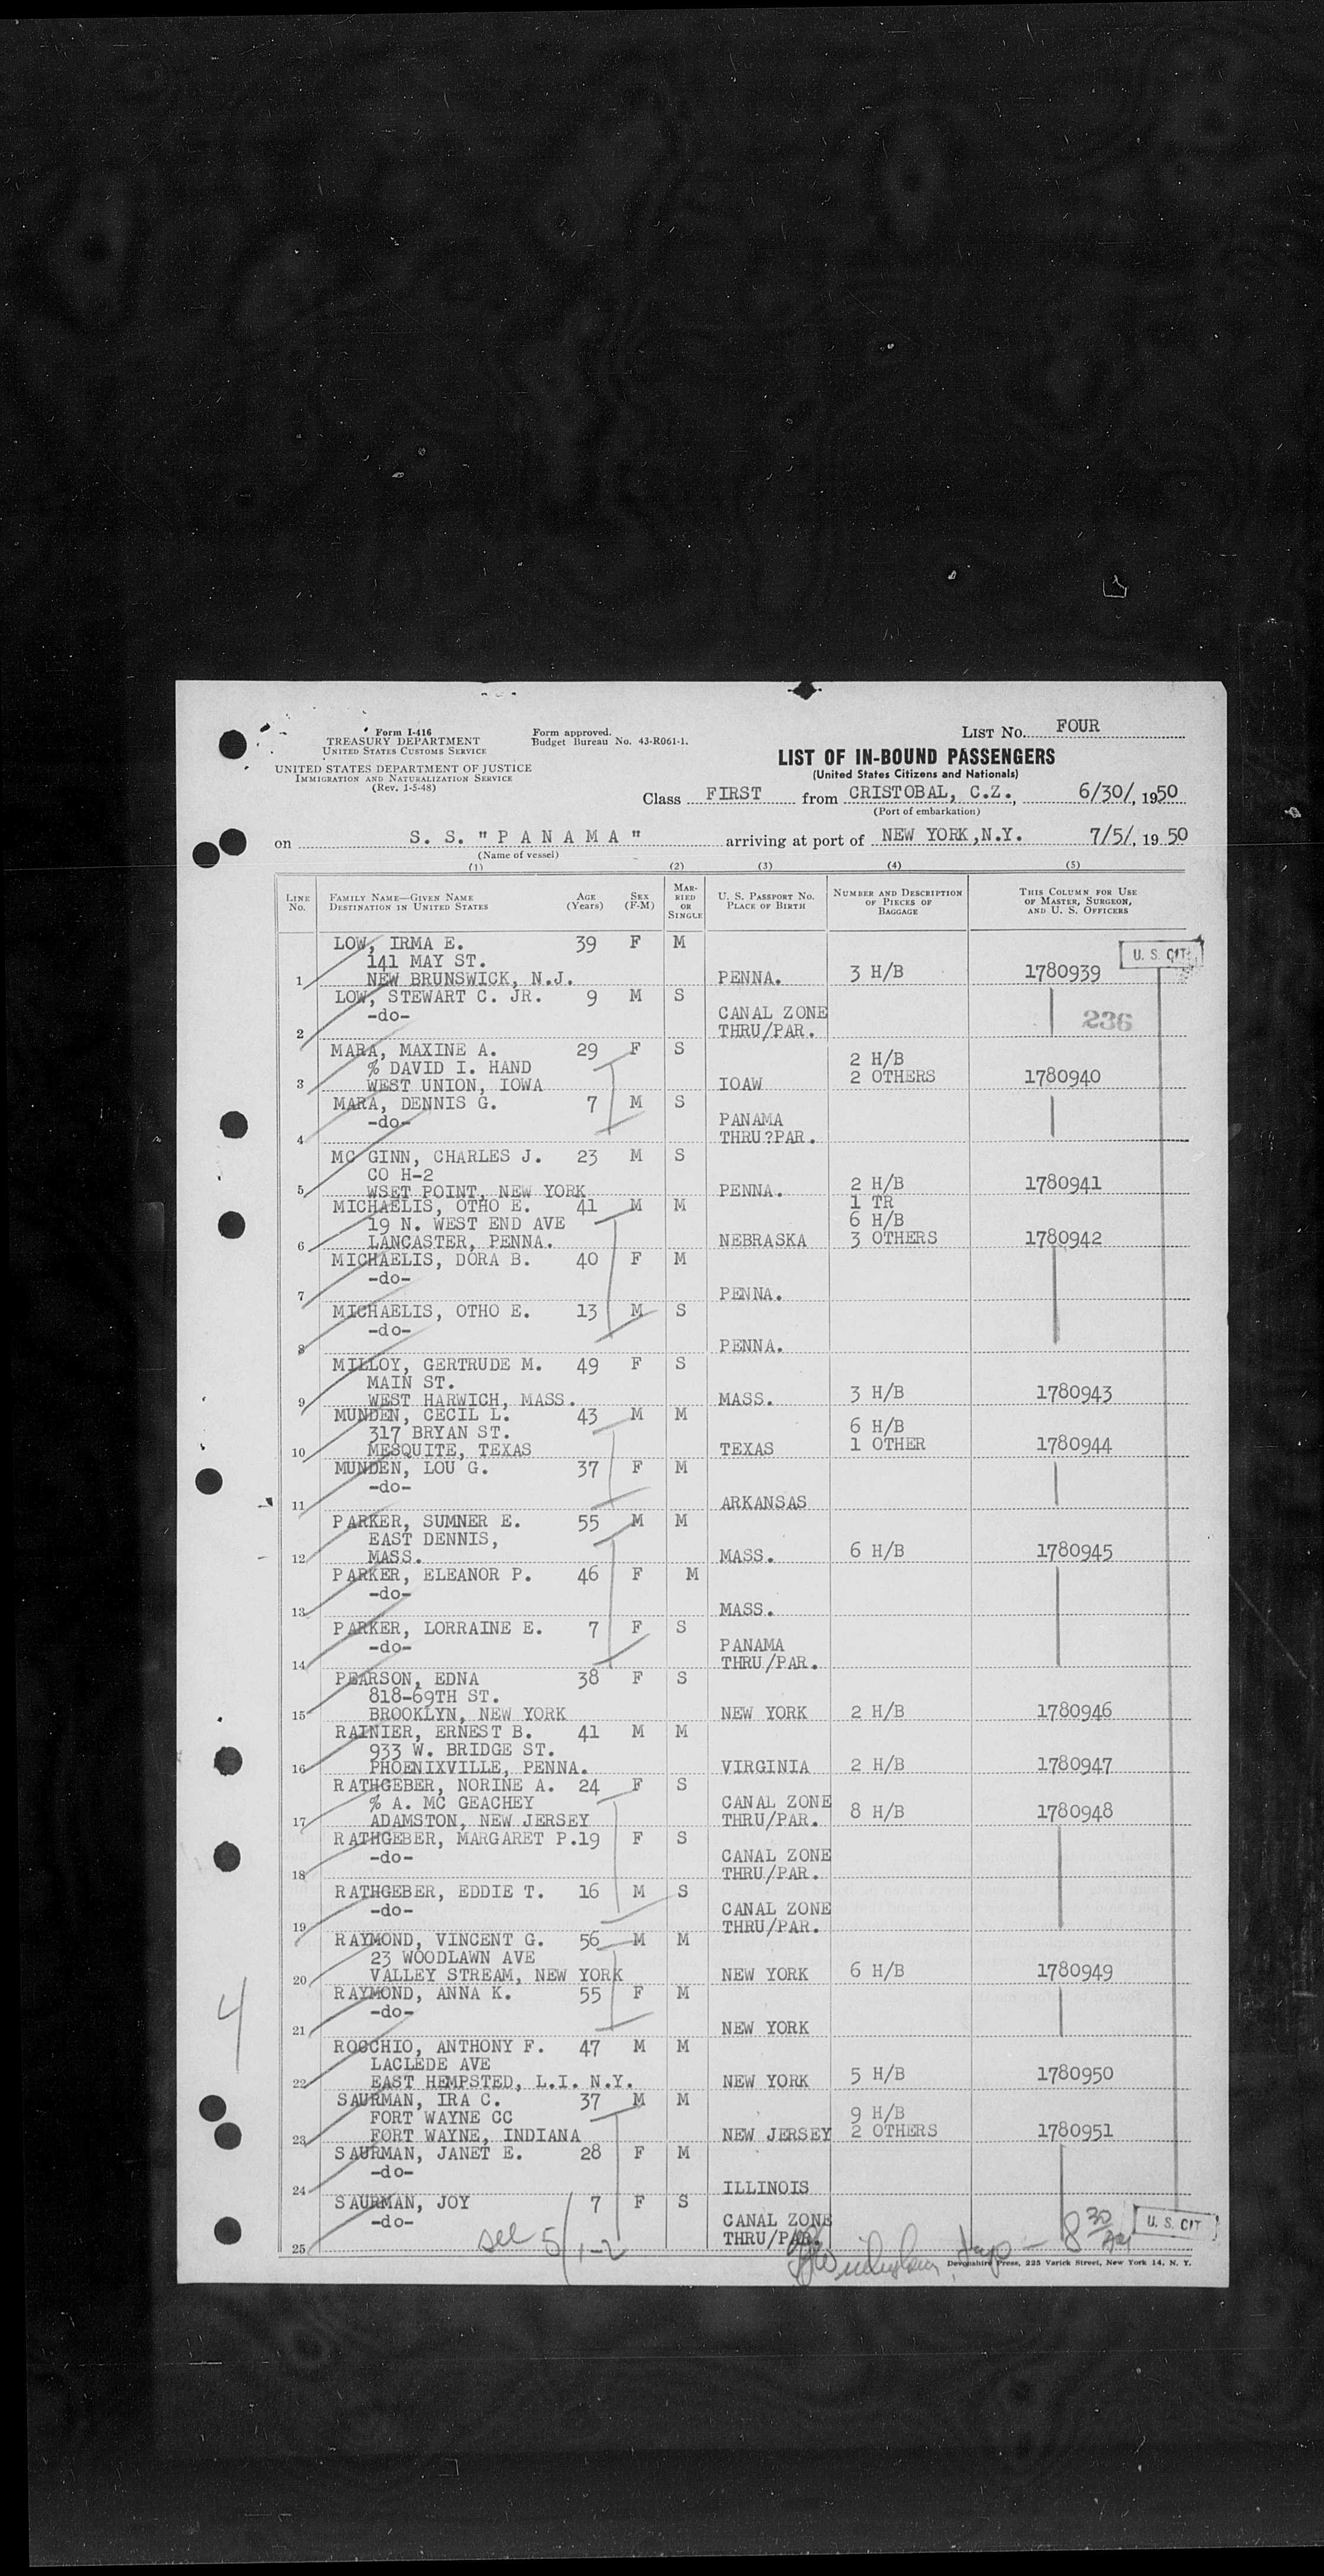 Form I-416
TREASURY DEPARTMENT
UNITED STATES CUSTOMS SERVICE
UNITED STATES DEPARTMENT OF JUSTICE
IMMIGRATION AND NATURALIZATION SERVICE
(Rev. 1-5-48)
Form approved.
Budget Bureau No. 43-R061-1.
LIST No. FOUR
LIST OF IN-BOUND PASSENGERS
(United States Citizens and Nationals)
Class FIRST from CRISTOBAL, C.Z., 6/30/, 1950
(Port of embarkation)
on S. S. "P A N A M A" arriving at port of NEW YORK,N.Y. 7/5/, 19 50
(Name of vessel)
(1) (2) (3) (4) (5)
LINE No. FAMILY NAME—GIVEN NAME DESTINATION IN UNITED STATES AGE (Years) SEX (F-M) MARRIED OR SINGLE U. S. PASSPORT NO. PLACE OF BIRTH NUMBER AND DESCRIPTION OF PIECES OF BAGGAGE THIS COLUMN FOR USE OF MASTER, SURGEON, AND U. S. OFFICERS
LOW, IRMA E. 39 F M
U. S. CIT.
141 MAY ST.
1 NEW BRUNSWICK, N.J. PENNA. 3 H/B 1780939
LOW, STEWART C. JR. 9 M S
-do- CANAL ZONE 236
2 THRU/PAR.
MARA, MAXINE A. 29 F S
% DAVID I. HAND 2 H/B
3 WEST UNION, IOWA IOAW 2 OTHERS 1780940
MARA, DENNIS G. 7 M S
-do- PANAMA
4 THRU?PAR.
MC GINN, CHARLES J. 23 M S
CO H-2
5 WSET POINT, NEW YORK PENNA. 2 H/B 1780941
MICHAELIS, OTHO E. 41 M M 1 TR
19 N. WEST END AVE 6 H/B
6 LANCASTER, PENNA. NEBRASKA 3 OTHERS 1780942
MICHAELIS, DORA B. 40 F M
-do-
7 PENNA.
MICHAELIS, OTHO E. 13 M S
-do-
8 PENNA.
MILLOY, GERTRUDE M. 49 F S
MAIN ST.
9 WEST HARWICH, MASS. MASS. 3 H/B 1780943
MUNDEN, CECIL L. 43 M M
317 BRYAN ST. 6 H/B
10 MESQUITE, TEXAS TEXAS 1 OTHER 1780944
MUNDEN, LOU G. 37 F M
-do-
11 ARKANSAS
PARKER, SUMNER E. 55 M M
EAST DENNIS,
12 MASS. MASS. 6 H/B 1780945
PARKER, ELEANOR P. 46 F M
-do-
13 MASS.
PARKER, LORRAINE E. 7 F S
-do- PANAMA
14 THRU/PAR.
PEARSON, EDNA 38 F S
818-69TH ST.
15 BROOKLYN, NEW YORK NEW YORK 2 H/B 1780946
RAINIER, ERNEST B. 41 M M
933 W. BRIDGE ST.
16 PHOENIXVILLE, PENNA. VIRGINIA 2 H/B 1780947
RATHGEBER, NORINE A. 24 F S
% A. MC GEACHEY CANAL ZONE
17 ADAMSTON, NEW JERSEY THRU/PAR. 8 H/B 1780948
RATHGEBER, MARGARET P.19 F S
-do- CANAL ZONE
18 THRU/PAR.
RATHGEBER, EDDIE T. 16 M S
-do- CANAL ZONE
19 THRU/PAR.
RAYMOND, VINCENT G. 56 M M
23 WOODLAWN AVE
20 VALLEY STREAM, NEW YORK NEW YORK 6 H/B 1780949
RAYMOND, ANNA K. 55 F M
-do-
21 NEW YORK
4
ROCCHIO, ANTHONY F. 47 M M
LACLEDE AVE
22 EAST HEMPSTED, L.I. N.Y. NEW YORK 5 H/B 1780950
SAURMAN, IRA C. 37 M M
FORT WAYNE CC 9 H/B
23 FORT WAYNE, INDIANA NEW JERSEY 2 OTHERS 1780951
SAURMAN, JANET E. 28 F M
-do-
24 ILLINOIS
SAURMAN, JOY 7 F S
-do- CANAL ZONE U. S. CIT
25 THRU/PAR.
see 5/1-2
8 30
Devonshire Press, 225 Varick Street, New York 14, N. Y.